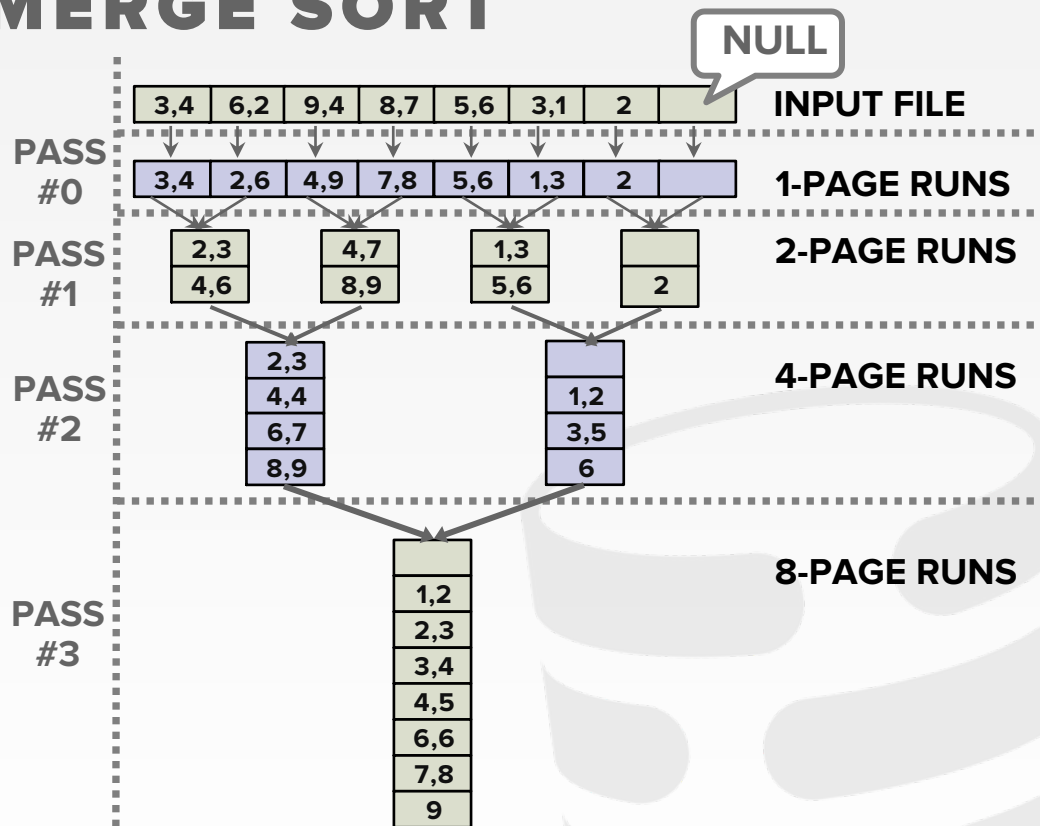 MERGE SORT
NULL
3,4 6,2 9,4 8,7 5,6 3,1 2
INPUT FILE
PASS
#0
3,4 2,6 4,9 7,8 5,6 1,3 2
1-PAGE RUNS
PASS
#1
2,3 4,7 1,3
4,6 8,9 5,6 2
2-PAGE RUNS
PASS
#2
2,3
4,4 1,2
6,7 3,5
8,9 6
4-PAGE RUNS
PASS
#3
1,2
2,3
3,4
4,5
6,6
7,8
9
8-PAGE RUNS